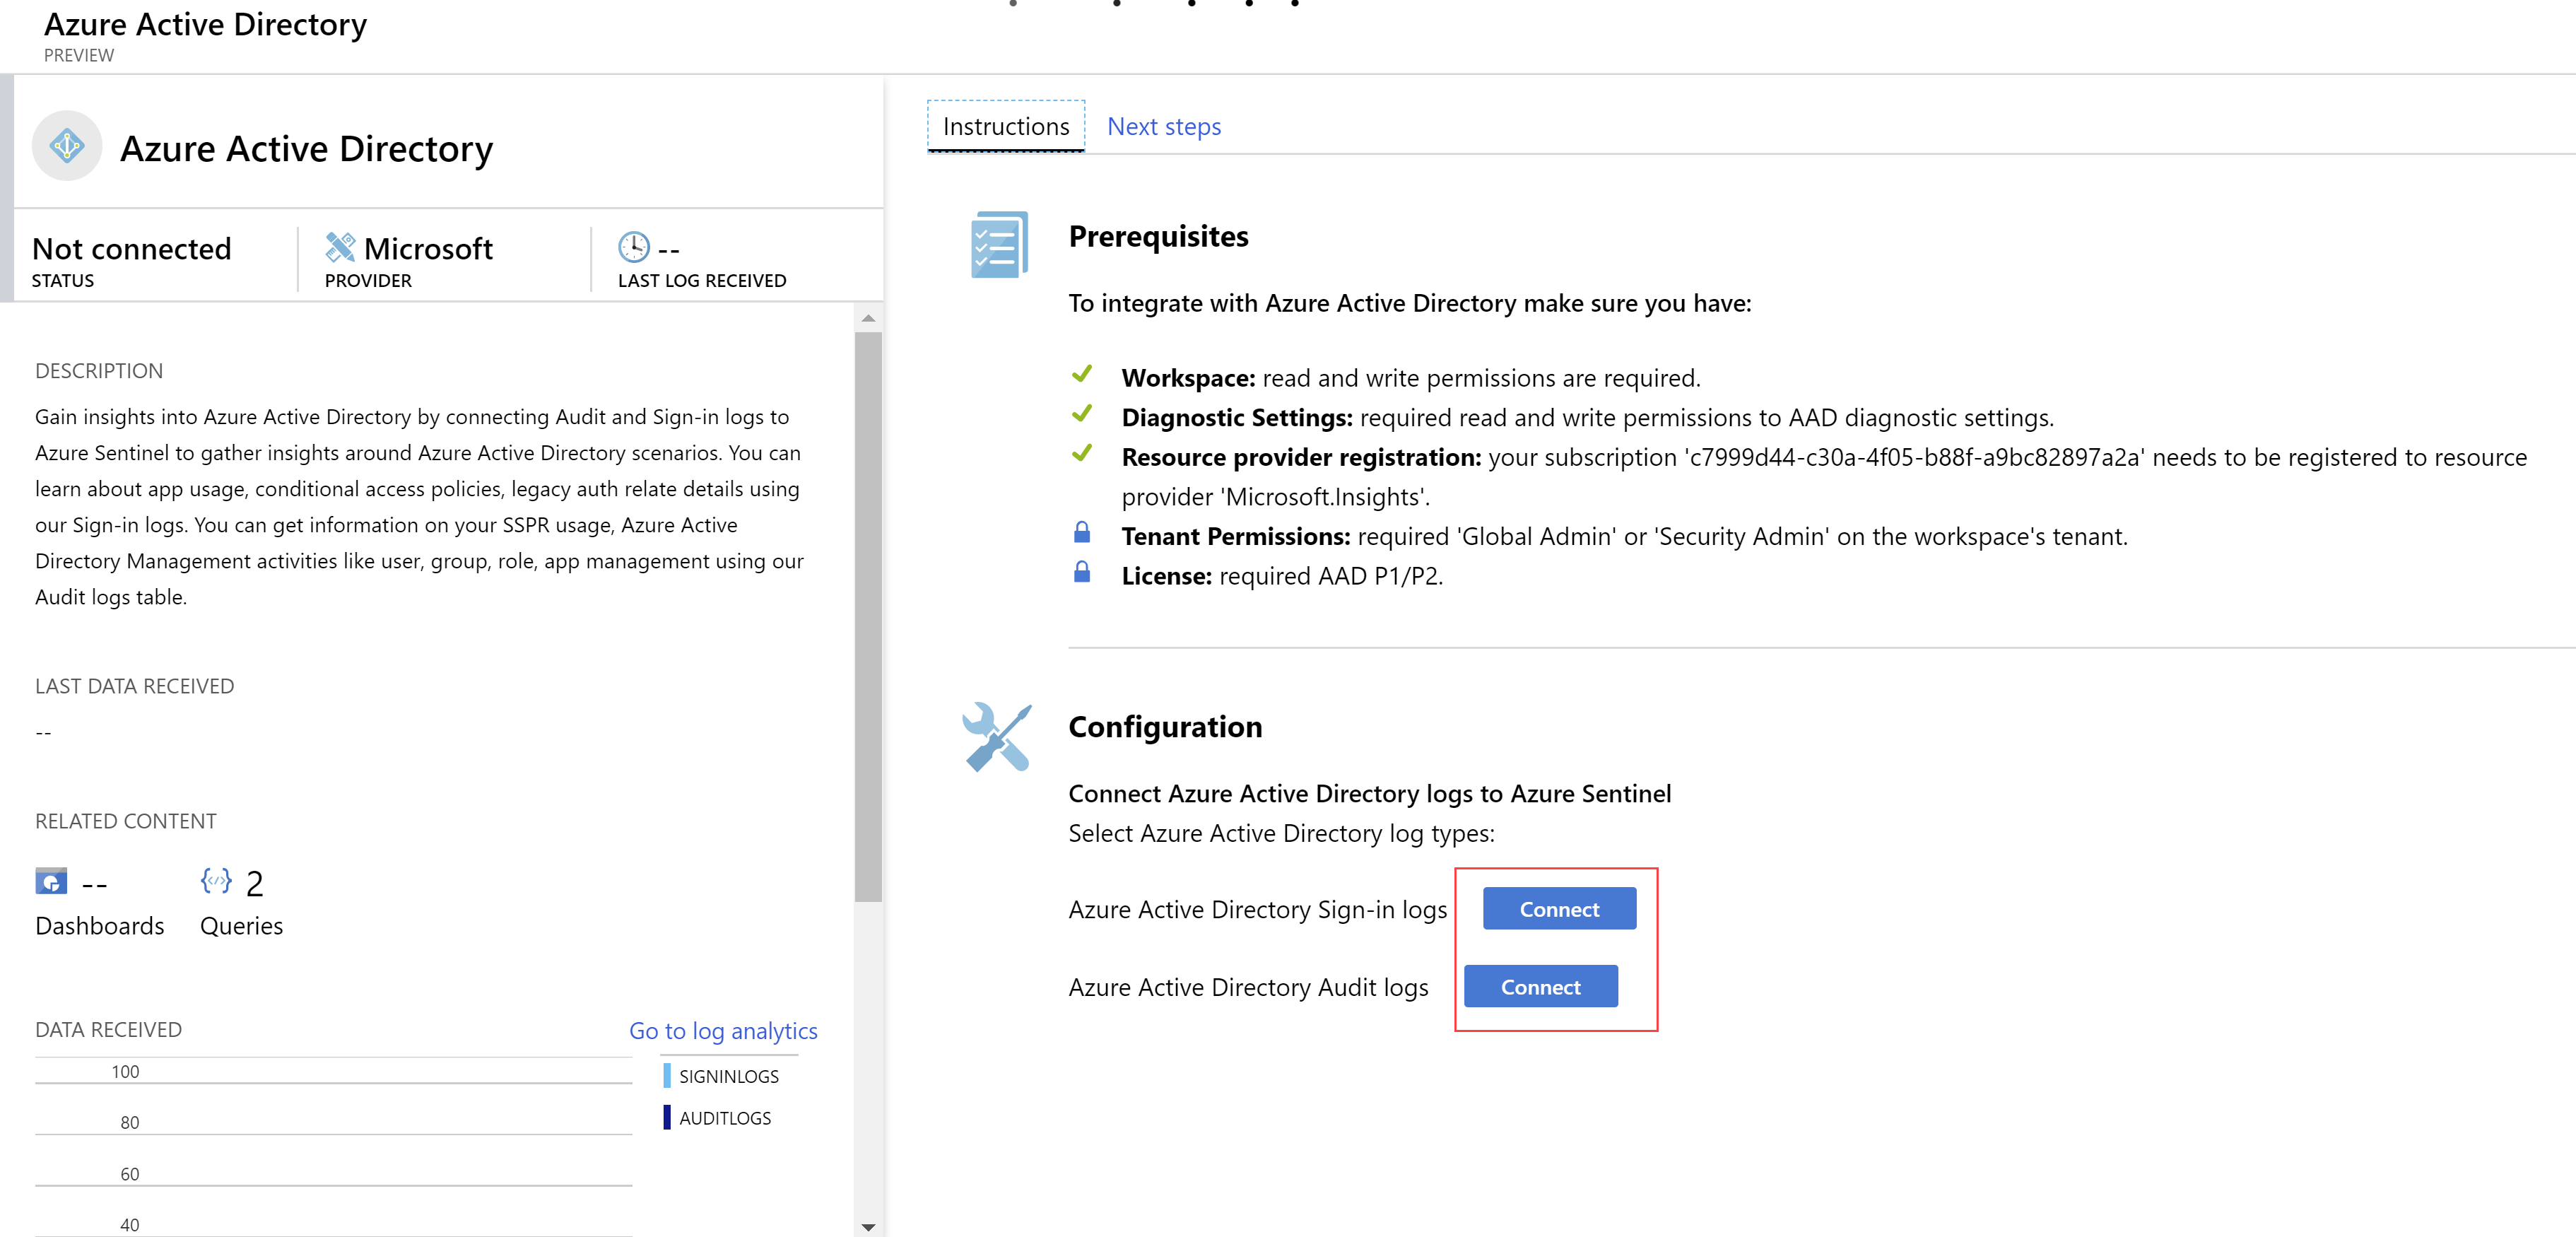 Azure Active Directory
PREVIEW
Azure Active Directory
Not connected
STATUS
Microsoft
PROVIDER
--
LAST LOG RECEIVED
DESCRIPTION
Gain insights into Azure Active Directory by connecting Audit and Sign-in logs to
Azure Sentinel to gather insights around Azure Active Directory scenarios. You can
learn about app usage, conditional access policies, legacy auth relate details using
our Sign-in logs. You can get information on your SSPR usage, Azure Active
Directory Management activities like user, group, role, app management using our
Audit logs table.
LAST DATA RECEIVED
--
RELATED CONTENT
--
Dashboards
2
Queries
DATA RECEIVED
Go to log analytics
100
80
60
40
SIGNINLOGS
AUDITLOGS
Instructions
Next steps
Prerequisites
To integrate with Azure Active Directory make sure you have:
Workspace: read and write permissions are required.
Diagnostic Settings: required read and write permissions to AAD diagnostic settings.
Resource provider registration: your subscription 'c7999d44-c30a-4f05-b88f-a9bc82897a2a' needs to be registered to resource
provider 'Microsoft.Insights'.
Tenant Permissions: required 'Global Admin' or 'Security Admin' on the workspace's tenant.
License: required AAD P1/P2.
Configuration
Connect Azure Active Directory logs to Azure Sentinel
Select Azure Active Directory log types:
Azure Active Directory Sign-in logs
Connect
Azure Active Directory Audit logs
Connect